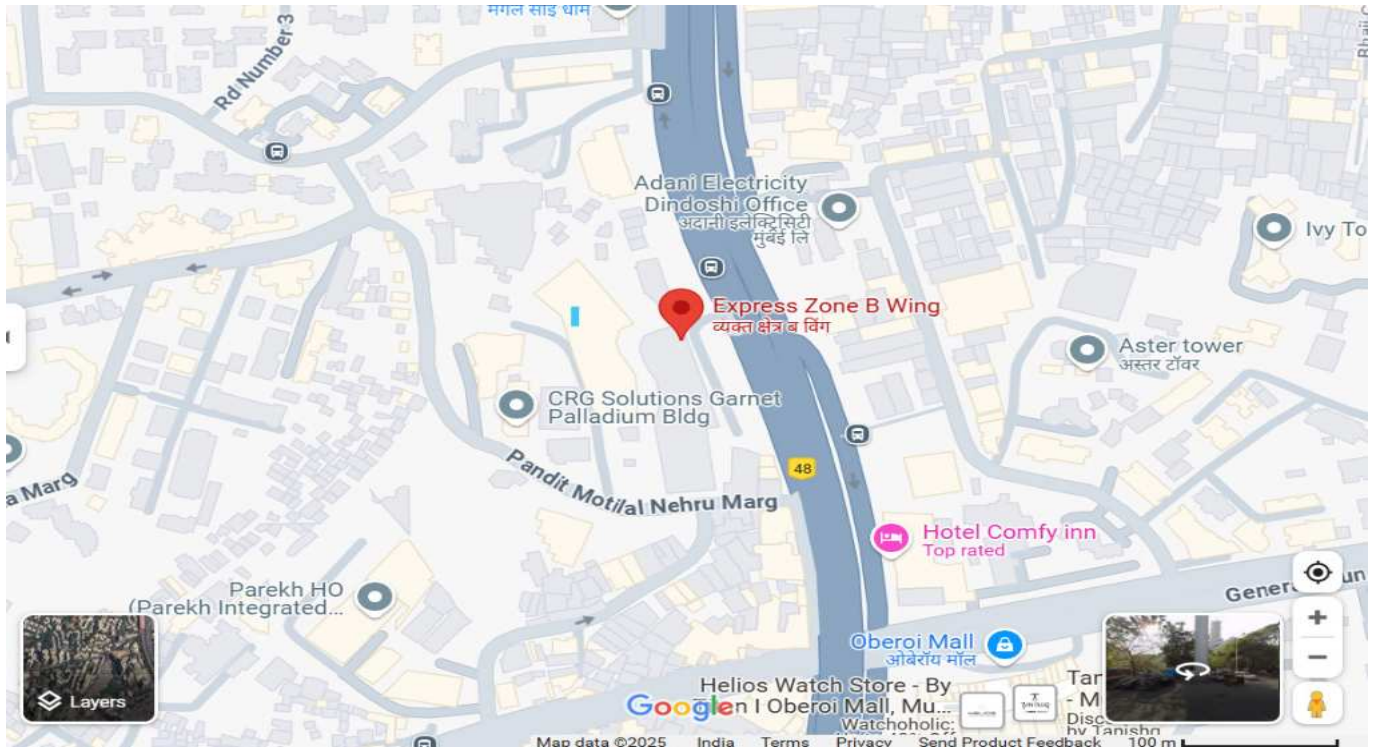 मंगल साई धाम
Rd Number 3
Adani Electricity
Dindoshi Office
अदानी इलेक्ट्रिसिटी
मुंबई लि
Ivy To
Express Zone B Wing
व्यक्त क्षेत्र ब विंग
Aster tower
अस्तर टॉवर
CRG Solutions Garnet
Palladium Bldg
a Marg
Pandit Motilal Nehru Marg
48
Hotel Comfy inn
Top rated
Parekh HO
(Parekh Integrated...
Layers
Oberoi Mall
ओबेरॉय मॉल
Helios Watch Store - By
n I Oberoi Mall, Mu...
Watchoholic:
Google
Tan
- M
Disc
by Tanishq
Map data ©2025 India Terms Privacy Send Product Feedback 100 m